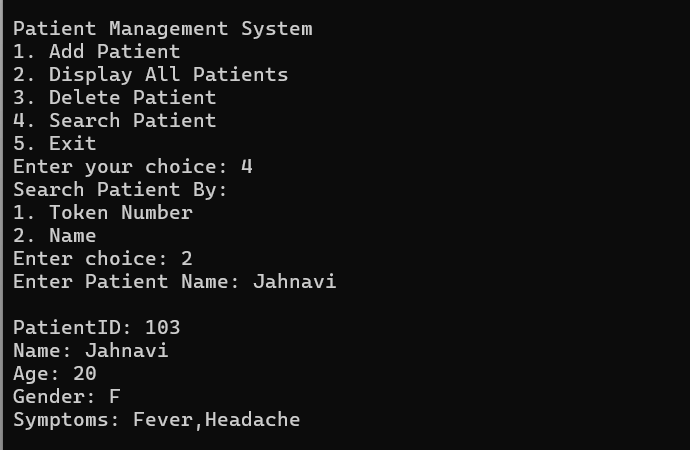 Patient Management System
1. Add Patient
2. Display All Patients
3. Delete Patient
4. Search Patient
5. Exit
Enter your choice: 4
Search Patient By:
1. Token Number
2. Name
Enter choice: 2
Enter Patient Name: Jahnavi
PatientID: 103
Name: Jahnavi
Age: 20
Gender: F
Symptoms: Fever,Headache